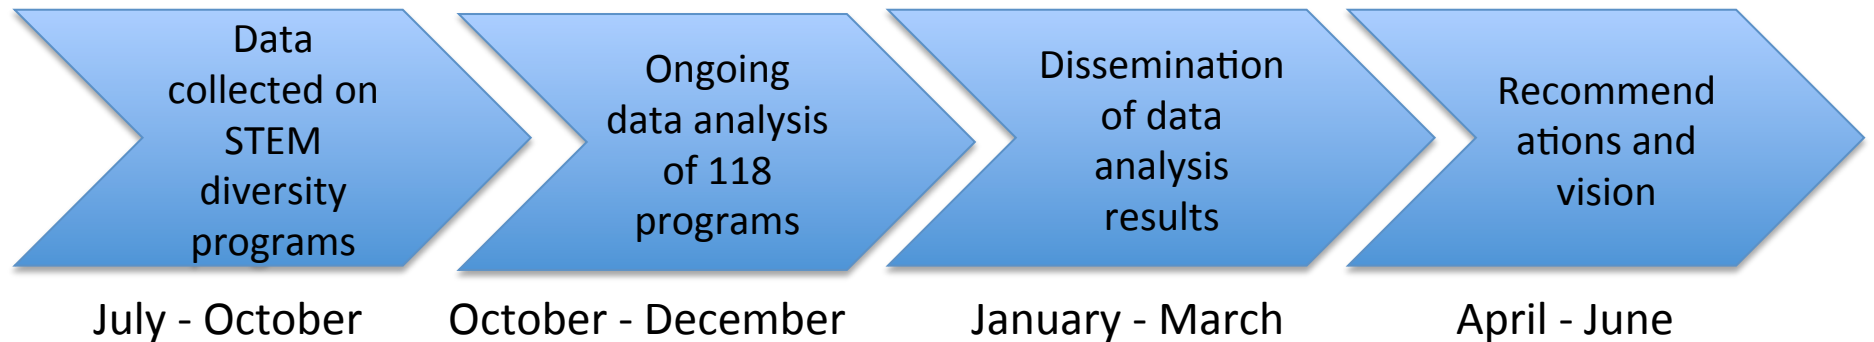 Data
collected on
STEM
diversity
programs
Ongoing
data analysis
of 118
programs
Dissemination
of data
analysis
results
Recommend
ations and
vision
July - October
October - December
January - March
April - June